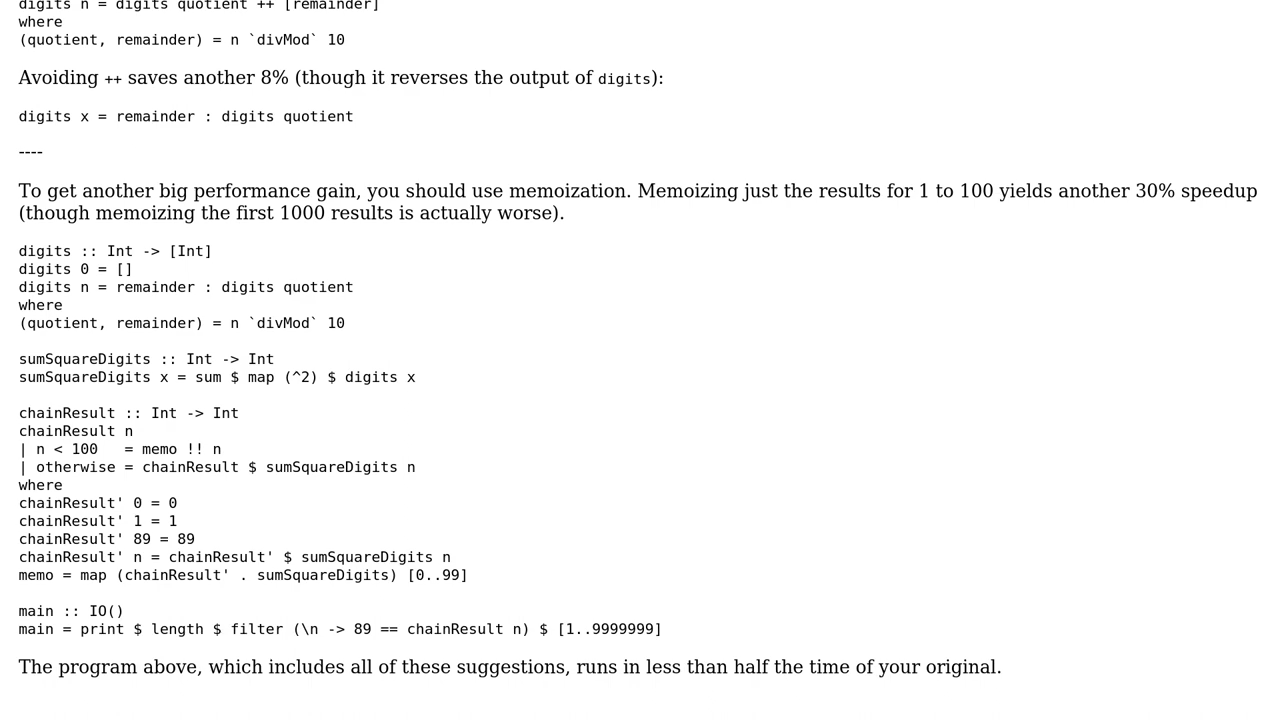 digits n = digits quotient ++ [remainder]
where
(quotient, remainder) = n `divMod` 10
Avoiding ++ saves another 8% (though it reverses the output of digits):
digits x = remainder : digits quotient
----
To get another big performance gain, you should use memoization. Memoizing just the results for 1 to 100 yields another 30% speedup
(though memoizing the first 1000 results is actually worse).
digits :: Int -> [Int]
digits 0 = []
digits n = remainder : digits quotient
where
(quotient, remainder) = n `divMod` 10
sumSquareDigits :: Int -> Int
sumSquareDigits x = sum $ map (^2) $ digits x
chainResult :: Int -> Int
chainResult n
| n < 100   = memo !! n
| otherwise = chainResult $ sumSquareDigits n
where
chainResult' 0 = 0
chainResult' 1 = 1
chainResult' 89 = 89
chainResult' n = chainResult' $ sumSquareDigits n
memo = map (chainResult' . sumSquareDigits) [0..99]
main :: IO()
main = print $ length $ filter (\n -> 89 == chainResult n) $ [1..9999999]
The program above, which includes all of these suggestions, runs in less than half the time of your original.